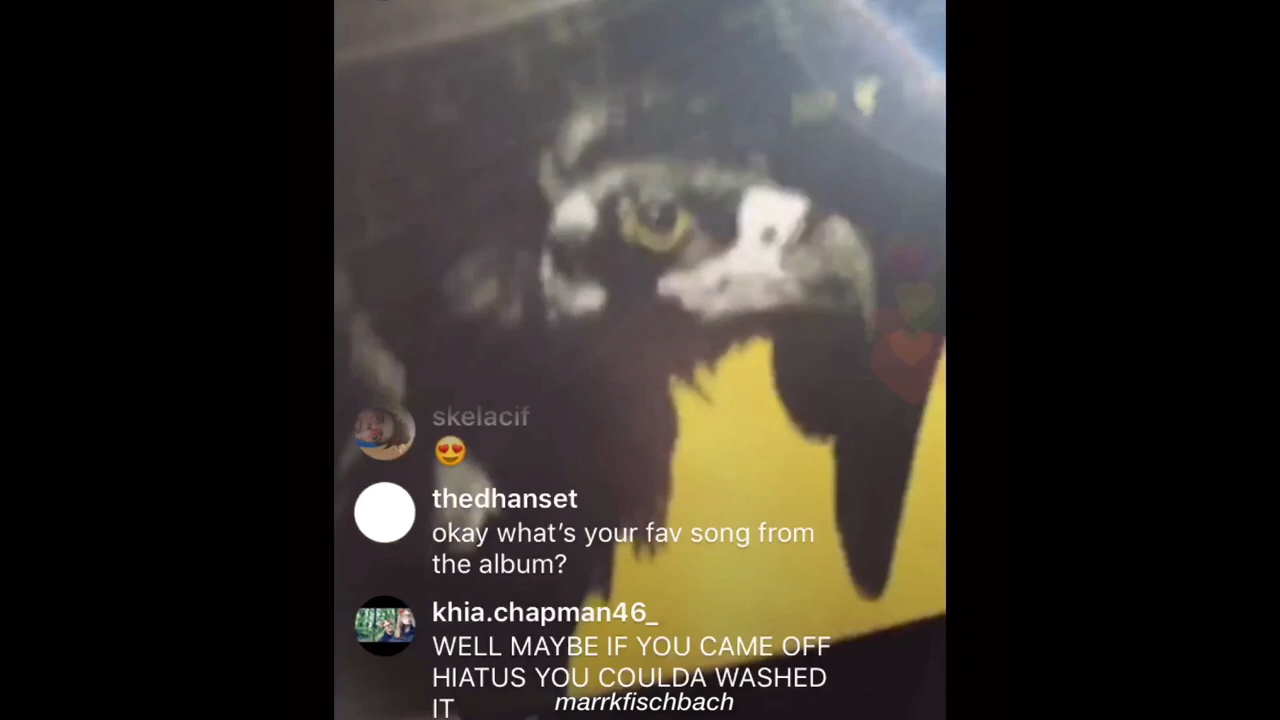 skelacif
😍
thedhanset
okay what’s your fav song from
the album?
khia.chapman46_
WELL MAYBE IF YOU CAME OFF
HIATUS YOU COULDA WASHED
IT
marrkfischbach